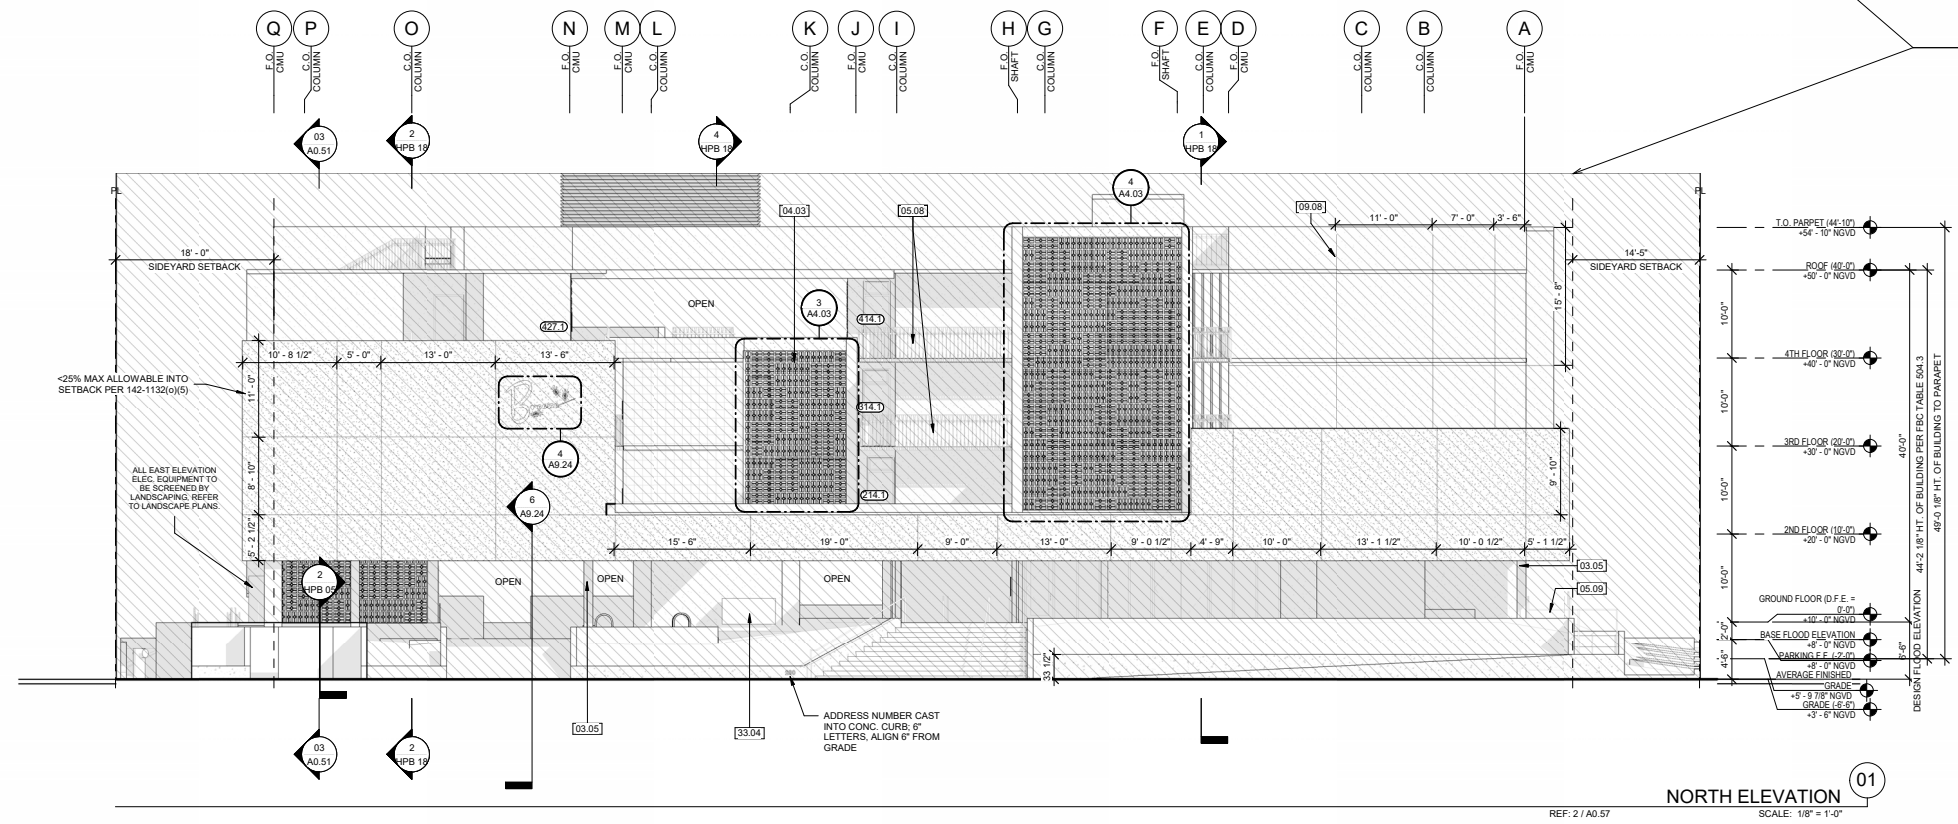 Q P O N M L K J I H G F E D C B A
F.O. CMU
C.O. COLUMN
C.O. COLUMN
F.O. CMU
F.O. CMU
C.O. COLUMN
C.O. COLUMN
F.O. CMU
C.O. COLUMN
F.O. SHAFT
C.O. COLUMN
F.O. SHAFT
C.O. COLUMN
F.O. CMU
C.O. COLUMN
C.O. COLUMN
F.O. CMU
03
A0.51
2
HPB 18
4
HPB 18
1
HPB 18
PL
PL
4
A4.03
04.03
05.08
09.08
11' - 0"
7' - 0"
3' - 6"
18' - 0"
SIDEYARD SETBACK
14'-5"
SIDEYARD SETBACK
OPEN
3
A4.03
427.1
414.1
15' - 8"
10' - 8 1/2"
5' - 0"
13' - 0"
13' - 6"
<25% MAX ALLOWABLE INTO
SETBACK PER 142-1132(o)(5)
11' - 0"
314.1
4
A9.24
ALL EAST ELEVATION
ELEC. EQUIPMENT TO
BE SCREENED BY
LANDSCAPING, REFER
TO LANDSCAPE PLANS.
8' - 10"
9' - 10"
214.1
6
A9.24
5' - 2 1/2"
15' - 6"
19' - 0"
9' - 0"
13' - 0"
9' - 0 1/2"
4' - 9"
10' - 0"
13' - 1 1/2"
10' - 0 1/2"
5' - 1 1/2"
2
HPB 05
OPEN
OPEN
OPEN
03.05
05.09
33 1/2"
T.O. PARPET (44'-10")
+54' - 10" NGVD
ROOF (40'-0")
+50' - 0" NGVD
4TH FLOOR (30'-0")
+40' - 0" NGVD
3RD FLOOR (20'-0")
+30' - 0" NGVD
2ND FLOOR (10'-0")
+20' - 0" NGVD
GROUND FLOOR (D.F.E. =
0'-0")
+10' - 0" NGVD
BASE FLOOD ELEVATION
+8' - 0" NGVD
PARKING F.F. (-2'-0")
+8' - 0" NGVD
AVERAGE FINISHED
GRADE
+5' - 9 7/8" NGVD
GRADE (-6'-6")
+3' - 6" NGVD
10'-0"
10'-0"
10'-0"
10'-0"
2'-0"
4'-6"
40'-0"
6'-6"
DESIGN FLOOD ELEVATION
44'-2 1/8" HT. OF BUILDING PER FBC TABLE 504.3
49'-0 1/8" HT. OF BUILDING TO PARAPET
03.05
33.04
ADDRESS NUMBER CAST
INTO CONC. CURB; 6"
LETTERS, ALIGN 6" FROM
GRADE
03
A0.51
2
HPB 18
NORTH ELEVATION
01
REF: 2 / A0.57
SCALE: 1/8" = 1'-0"